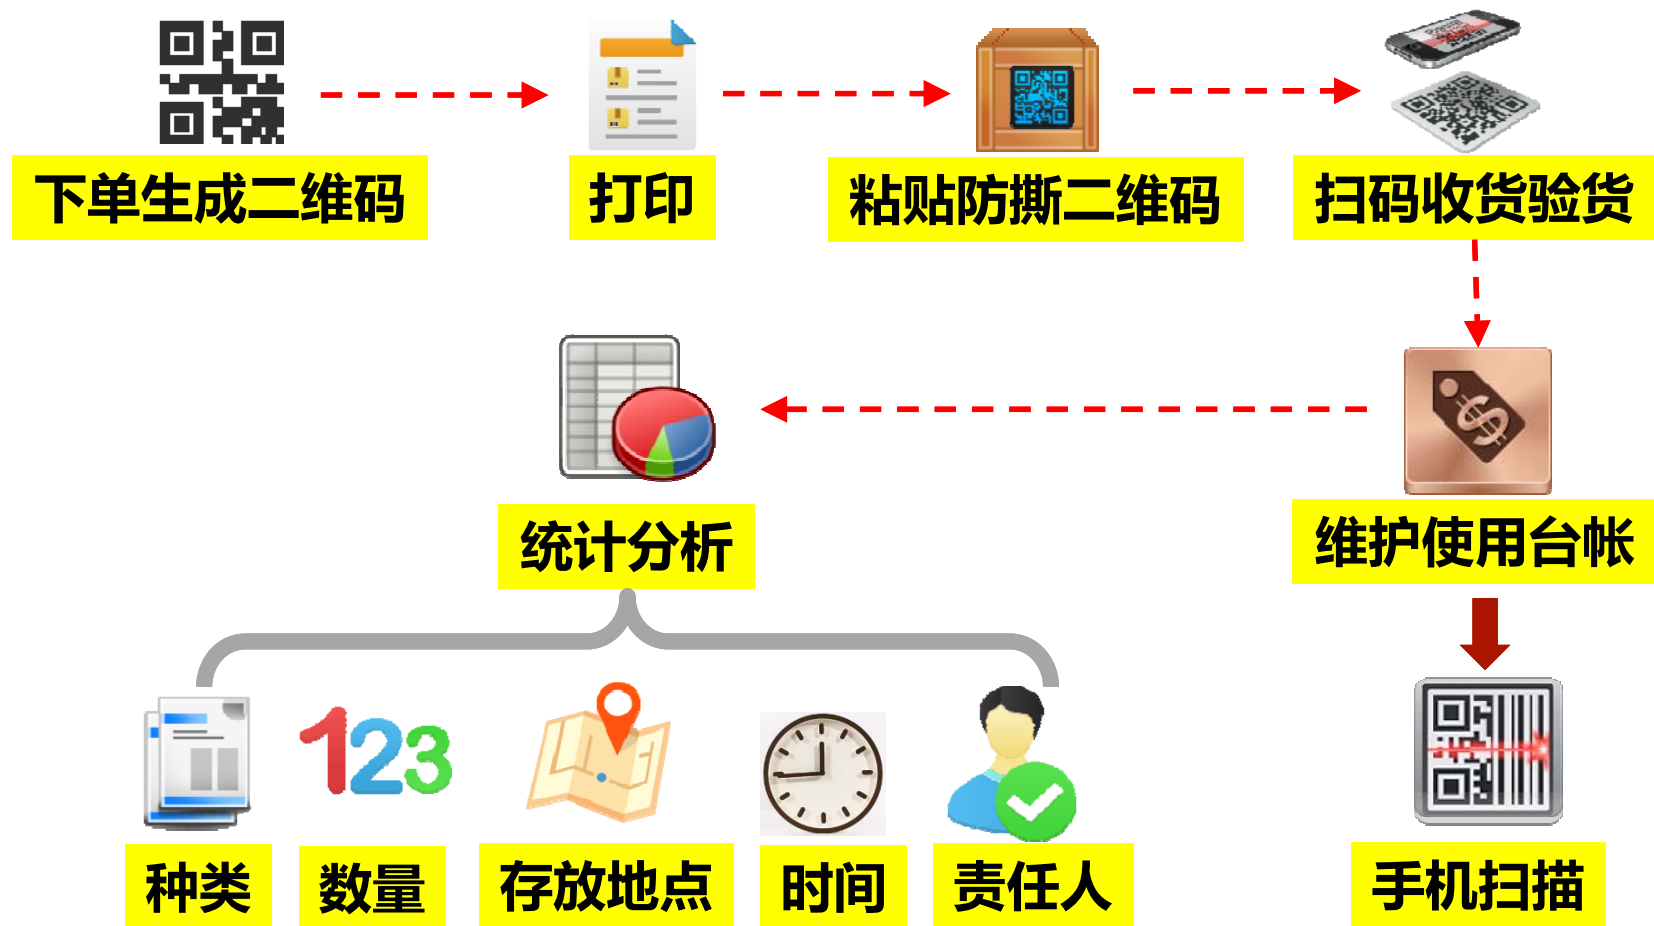 下单生成二维码
打印
粘贴防撕二维码
扫码收货验货
统计分析
维护使用台帐
123
种类
数量
存放地点
时间
责任人
手机扫描